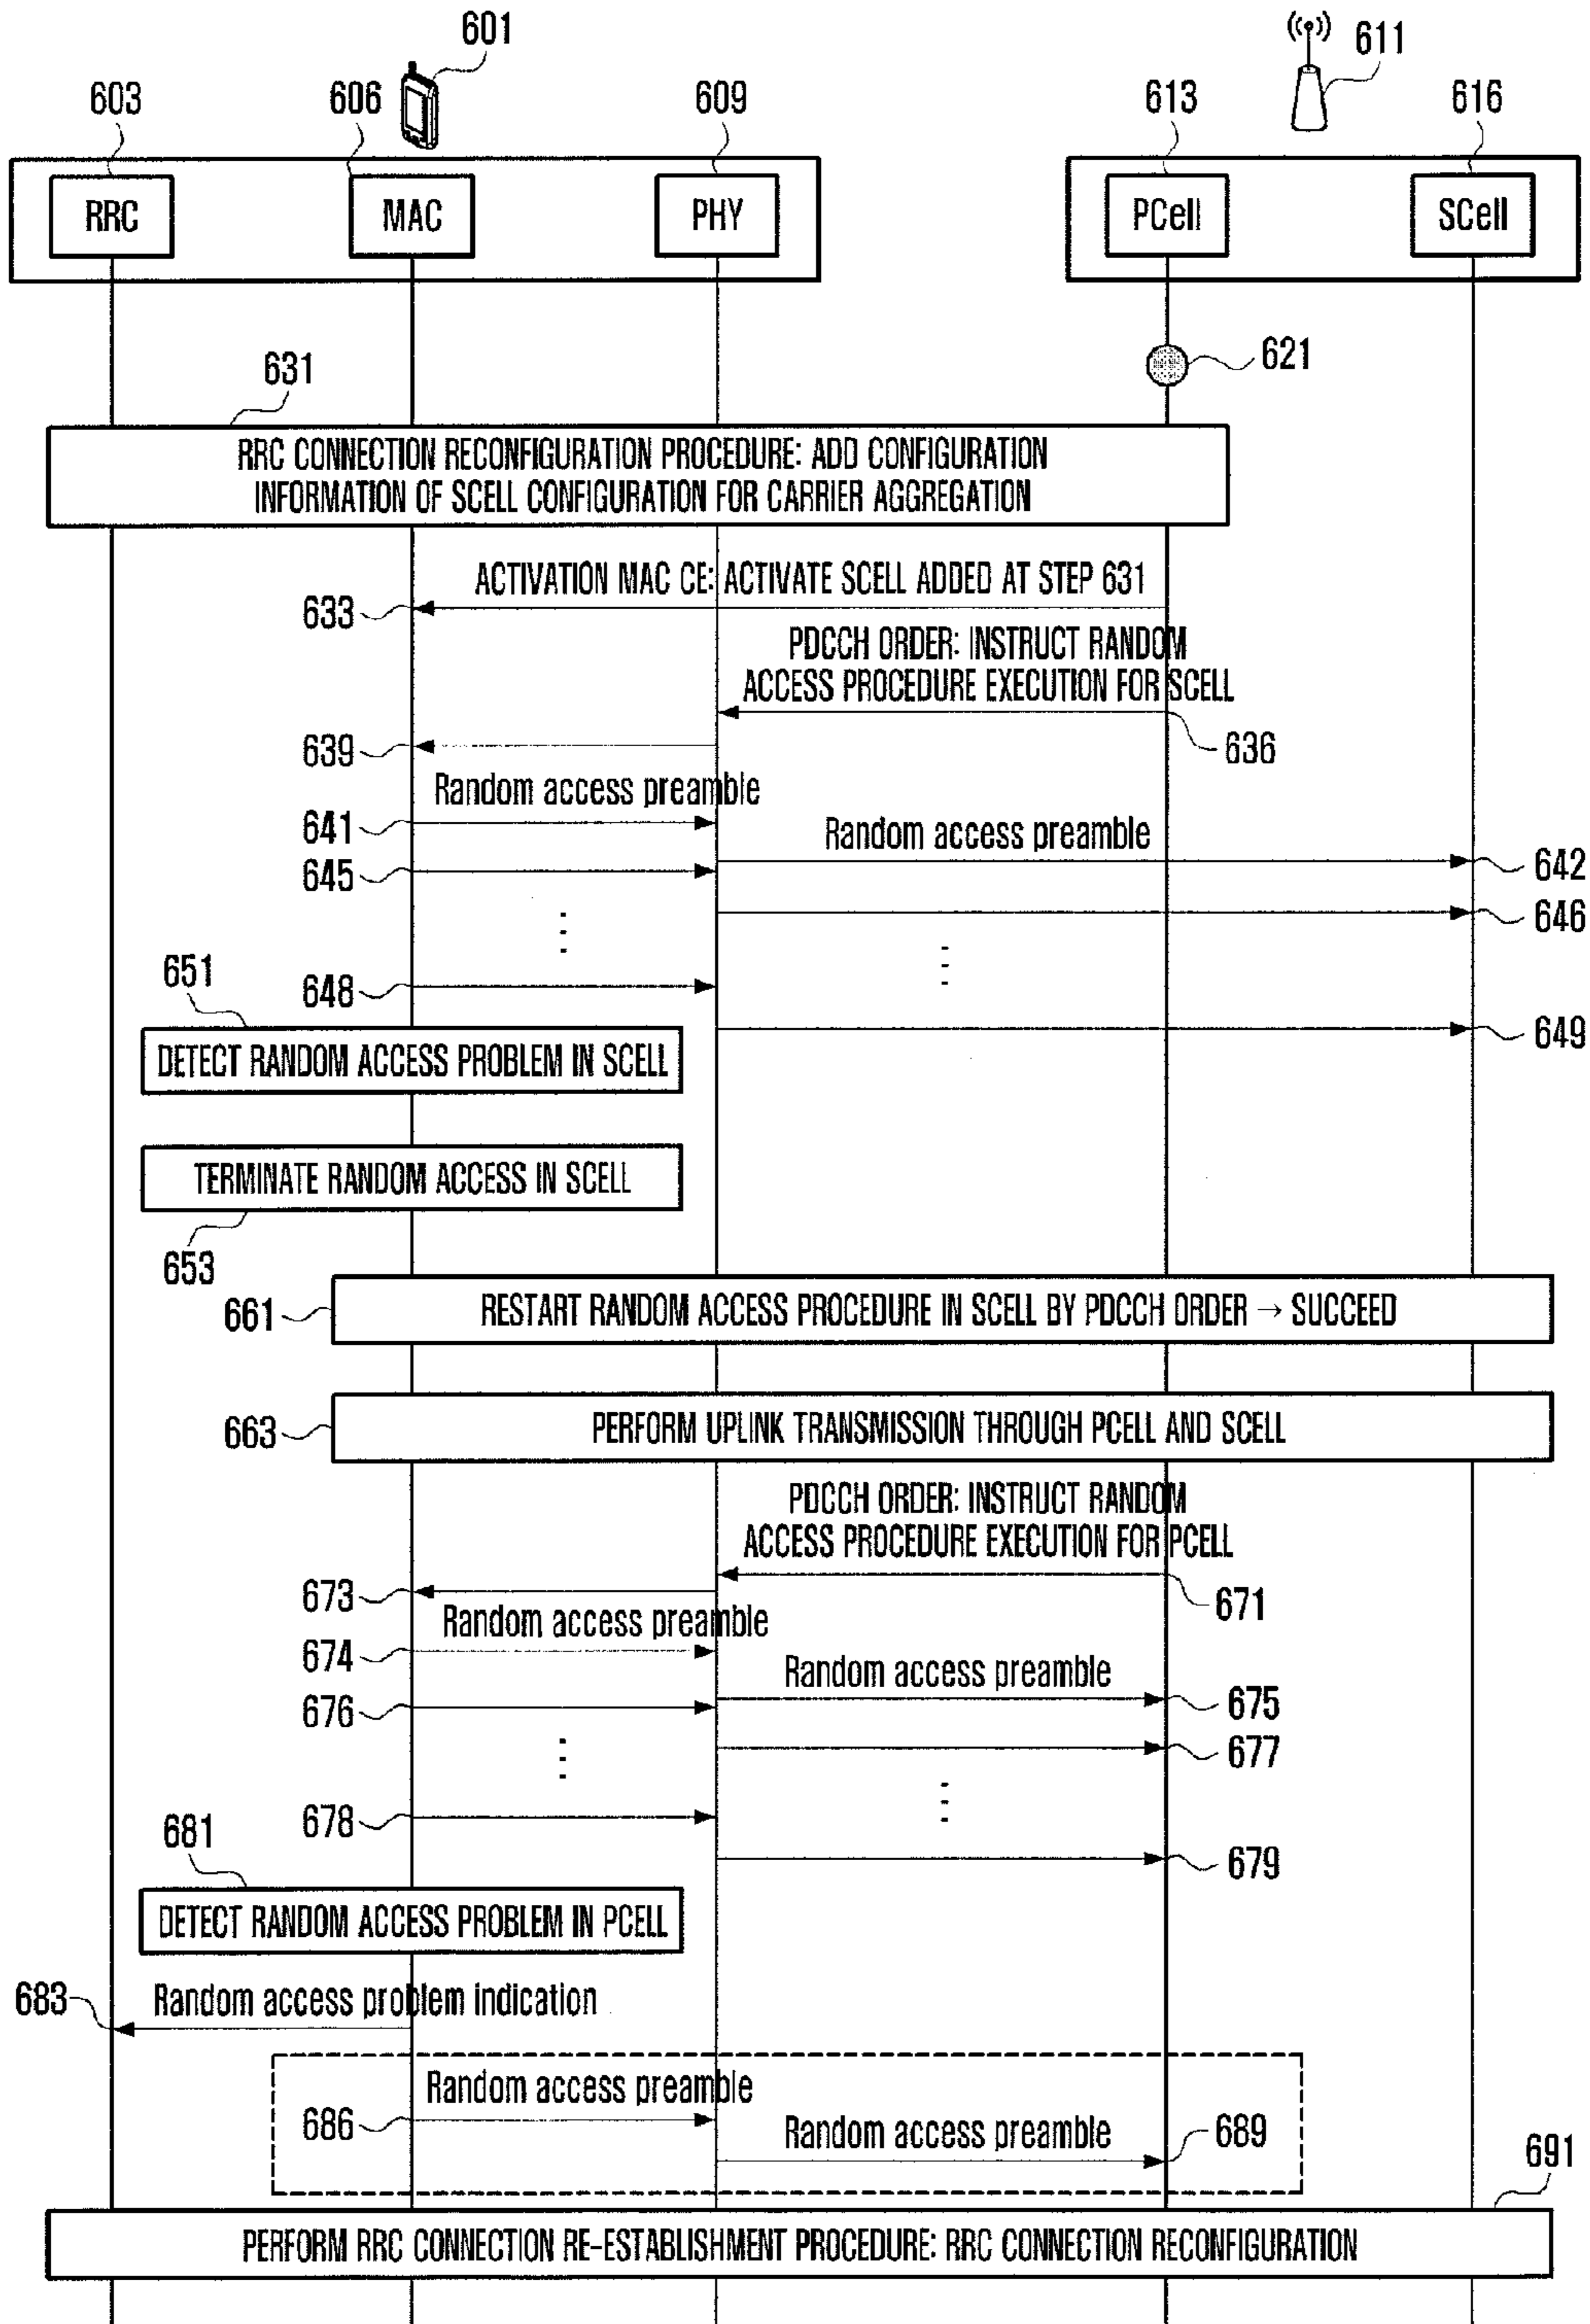 601
611
603
606
609
613
616
RRC
MAC
PHY
PCell
SCell
621
631
RRC CONNECTION RECONFIGURATION PROCEDURE: ADD CONFIGURATION
INFORMATION OF SCELL CONFIGURATION FOR CARRIER AGGREGATION
ACTIVATION MAC CE: ACTIVATE SCELL ADDED AT STEP 631
633
PDCCH ORDER: INSTRUCT RANDOM
ACCESS PROCEDURE EXECUTION FOR SCELL
639
636
Random access preamble
641
Random access preamble
645
642
646
651
648
649
DETECT RANDOM ACCESS PROBLEM IN SCELL
TERMINATE RANDOM ACCESS IN SCELL
653
661
RESTART RANDOM ACCESS PROCEDURE IN SCELL BY PDCCH ORDER → SUCCEED
663
PERFORM UPLINK TRANSMISSION THROUGH PCELL AND SCELL
PDCCH ORDER: INSTRUCT RANDOM
ACCESS PROCEDURE EXECUTION FOR PCELL
673
671
Random access preamble
674
Random access preamble
676
675
677
678
681
679
DETECT RANDOM ACCESS PROBLEM IN PCELL
683
Random access problem indication
Random access preamble
686
Random access preamble
689
691
PERFORM RRC CONNECTION RE-ESTABLISHMENT PROCEDURE: RRC CONNECTION RECONFIGURATION